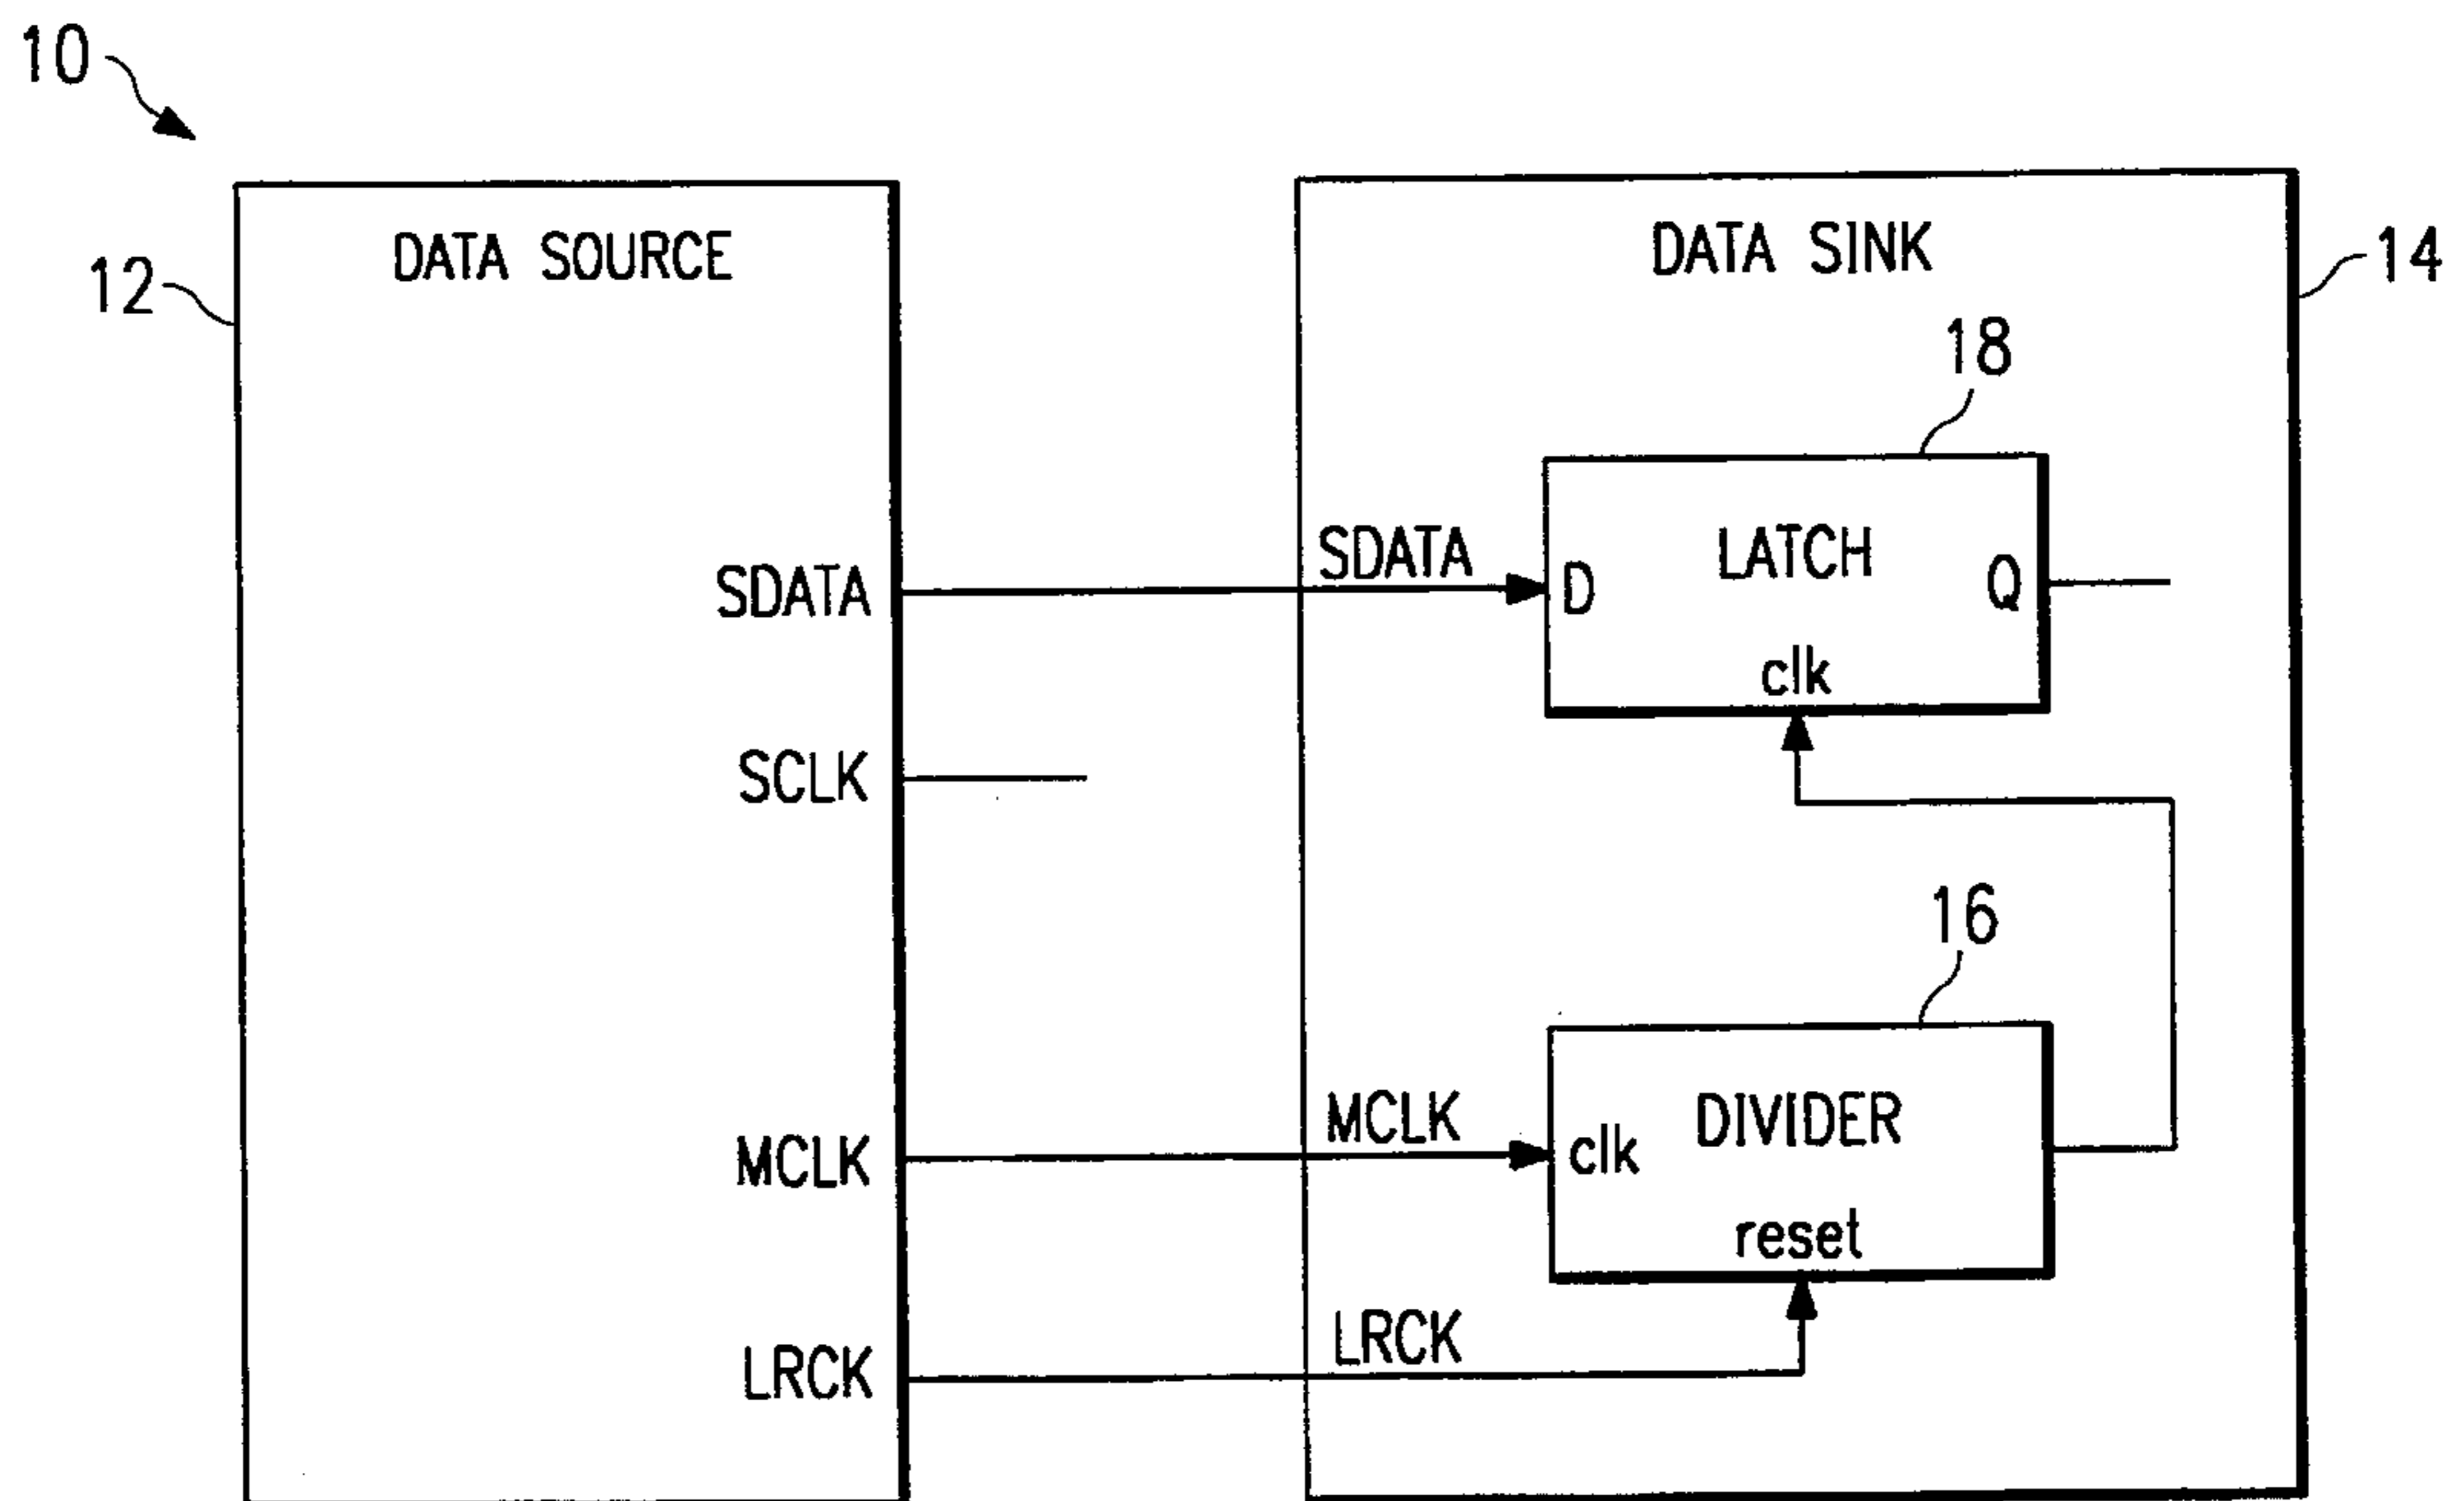 10
DATA SOURCE
DATA SINK
12
14
18
SDATA
SDATA
D
LATCH
Q
clk
SCLK
16
MCLK
MCLK
clk
DIVIDER
reset
LRCK
LRCK